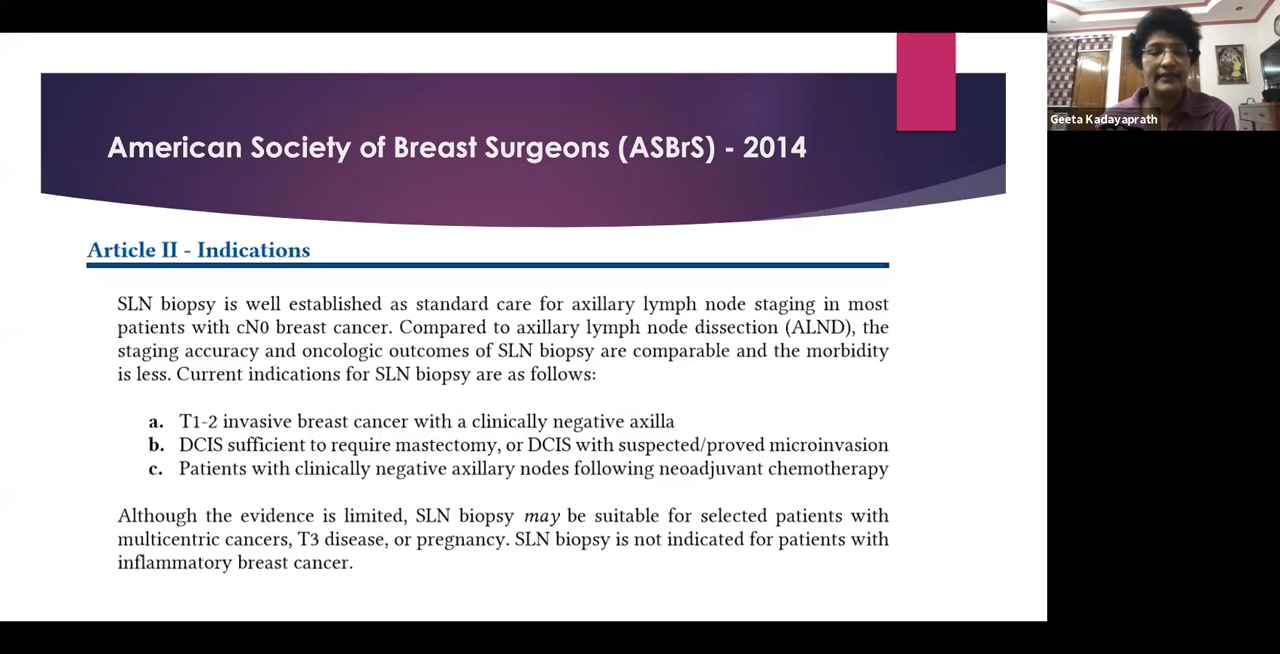 American Society of Breast Surgeons (ASBrS) - 2014
Geeta Kadayaprath
Article II - Indications
SLN biopsy is well established as standard care for axillary lymph node staging in most
patients with cN0 breast cancer. Compared to axillary lymph node dissection (ALND), the
staging accuracy and oncologic outcomes of SLN biopsy are comparable and the morbidity
is less. Current indications for SLN biopsy are as follows:
a. T1-2 invasive breast cancer with a clinically negative axilla
b. DCIS sufficient to require mastectomy, or DCIS with suspected/proved microinvasion
c. Patients with clinically negative axillary nodes following neoadjuvant chemotherapy
Although the evidence is limited, SLN biopsy may be suitable for selected patients with
multicentric cancers, T3 disease, or pregnancy. SLN biopsy is not indicated for patients with
inflammatory breast cancer.